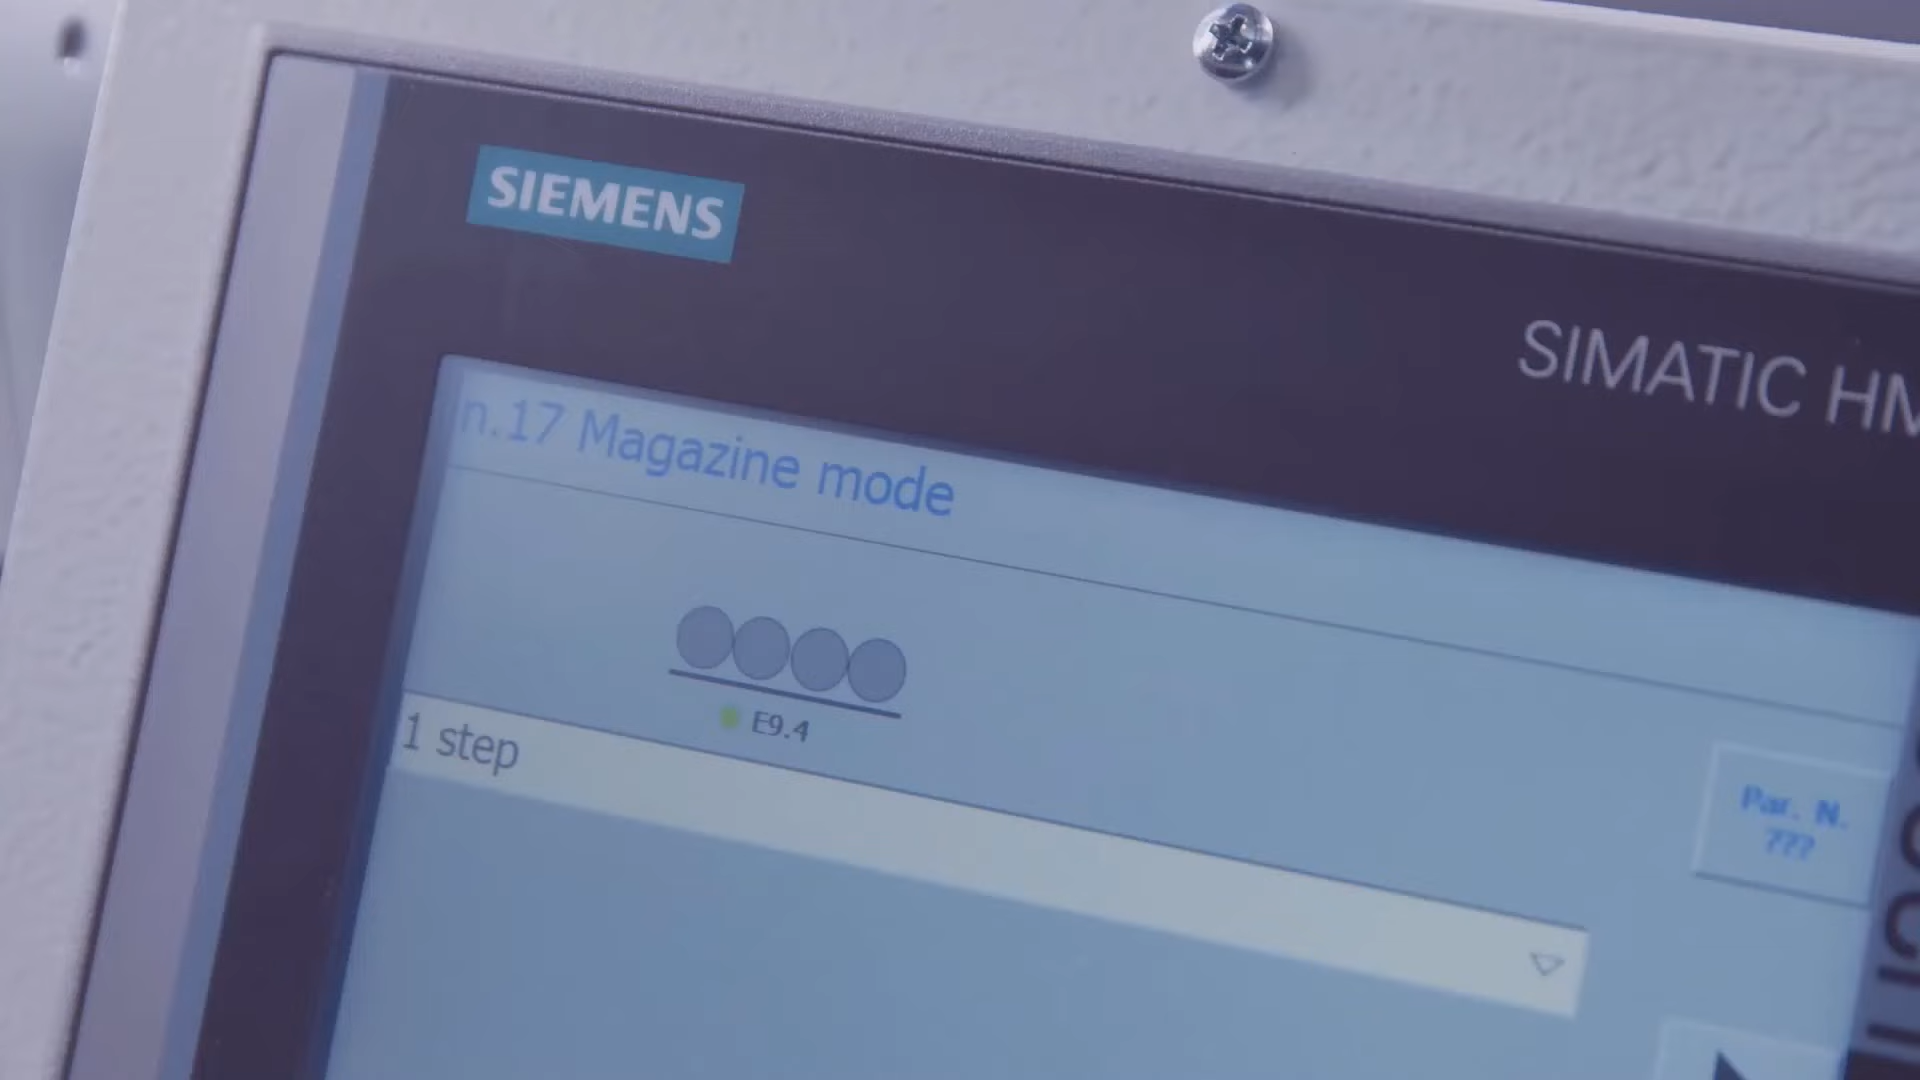 SIEMENS
SIMATIC HM
n.17 Magazine mode
E9.4
1 step
Par. N.
???